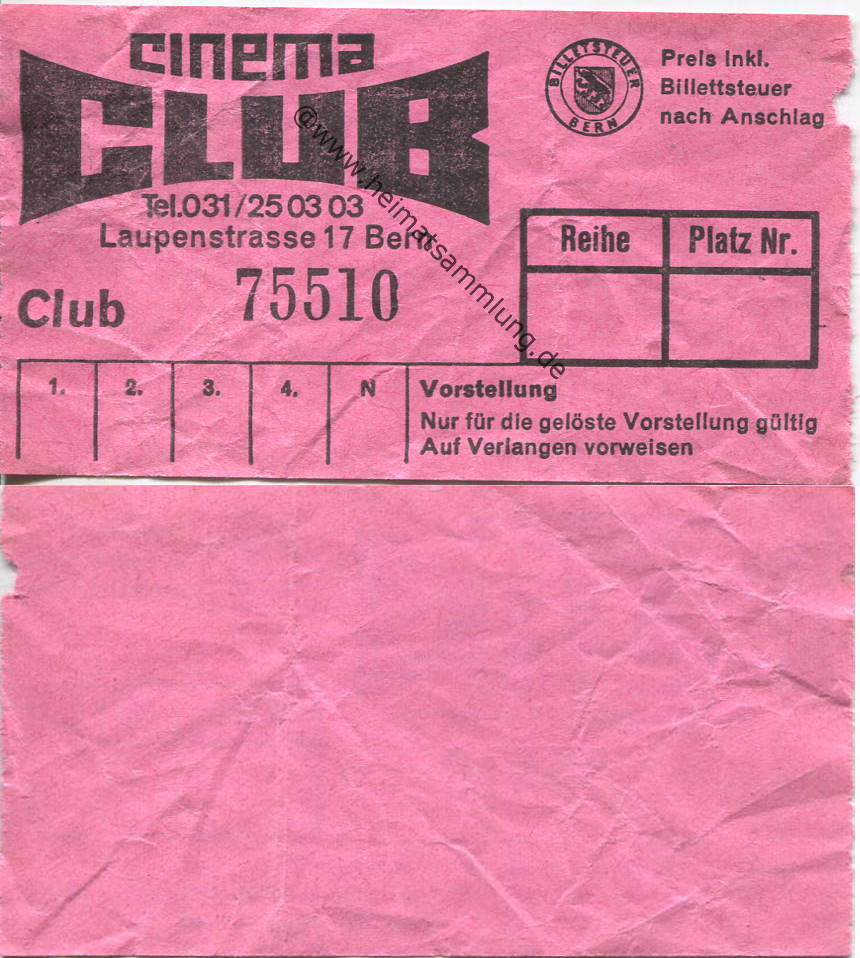 cinema
CLUB
Tel.031/25 03 03
Laupenstrasse 17 Bern
BILLETSTEUER
BERN
Preis inkl.
Billettsteuer
nach Anschlag
Reihe
Platz Nr.
Club
75510
1.
2.
3.
4.
N
Vorstellung
Nur für die gelöste Vorstellung gültig
Auf Verlangen vorweisen
@www.heimatsammlung.de